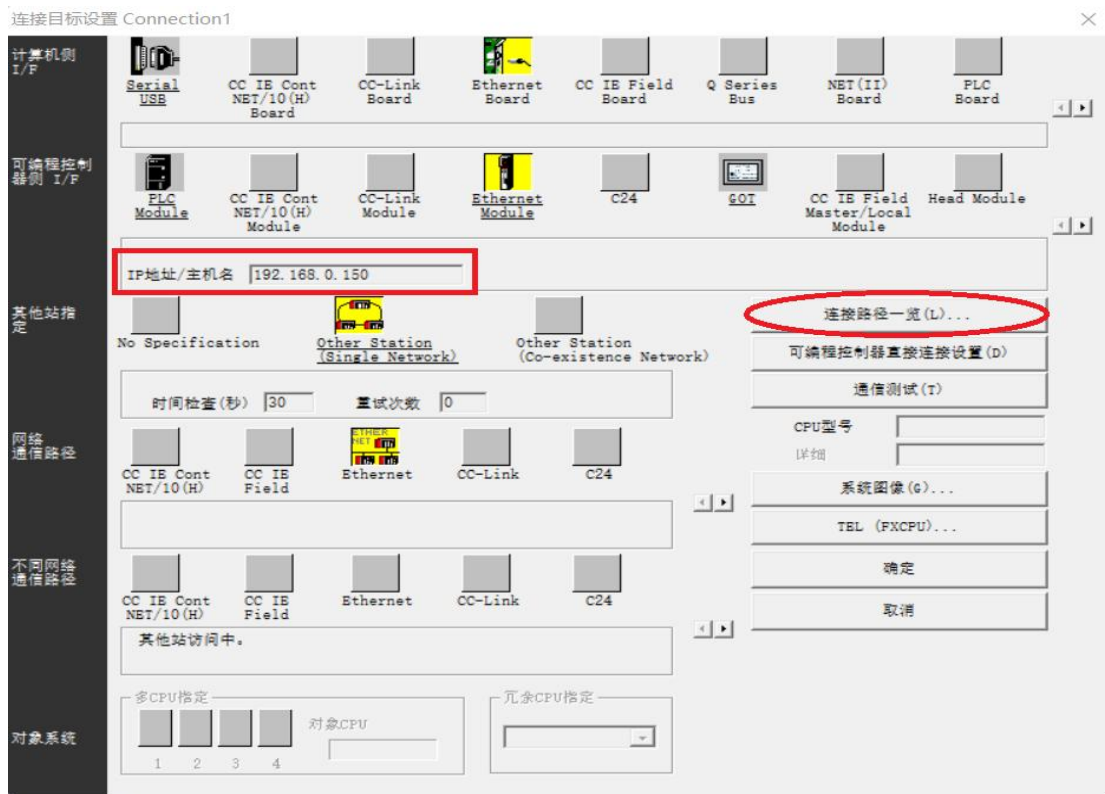 连接目标设置 Connection1
计算机侧
I/F
Serial
USB
CC IE Cont
NET/10(H)
Board
CC-Link
Board
Ethernet
Board
CC IE Field
Board
Q Series
Bus
NET(II)
Board
PLC
Board
可编程控制
器侧 I/F
PLC
Module
CC IE Cont
NET/10(H)
Module
CC-Link
Module
Ethernet
Module
C24
GOT
CC IE Field
Master/Local
Module
Head Module
IP地址/主机名 192.168.0.150
其他站指
定
No Specification
Other Station
(Single Network)
Other Station
(Co-existence Network)
时间检查(秒) 30 重试次数 0
连接路径一览(L)...
可编程控制器直接连接设置(D)
通信测试(T)
CPU型号
详细
系统图像(G)...
TEL (FXCPU)...
确定
取消
网络
通信路径
CC IE Cont
NET/10(H)
CC IE
Field
ETHER
NET
Ethernet
CC-Link
C24
不同网络
通信路径
CC IE Cont
NET/10(H)
CC IE
Field
Ethernet
CC-Link
C24
其他站访问中。
对象系统
多CPU指定
1 2 3 4
对象CPU
冗余CPU指定